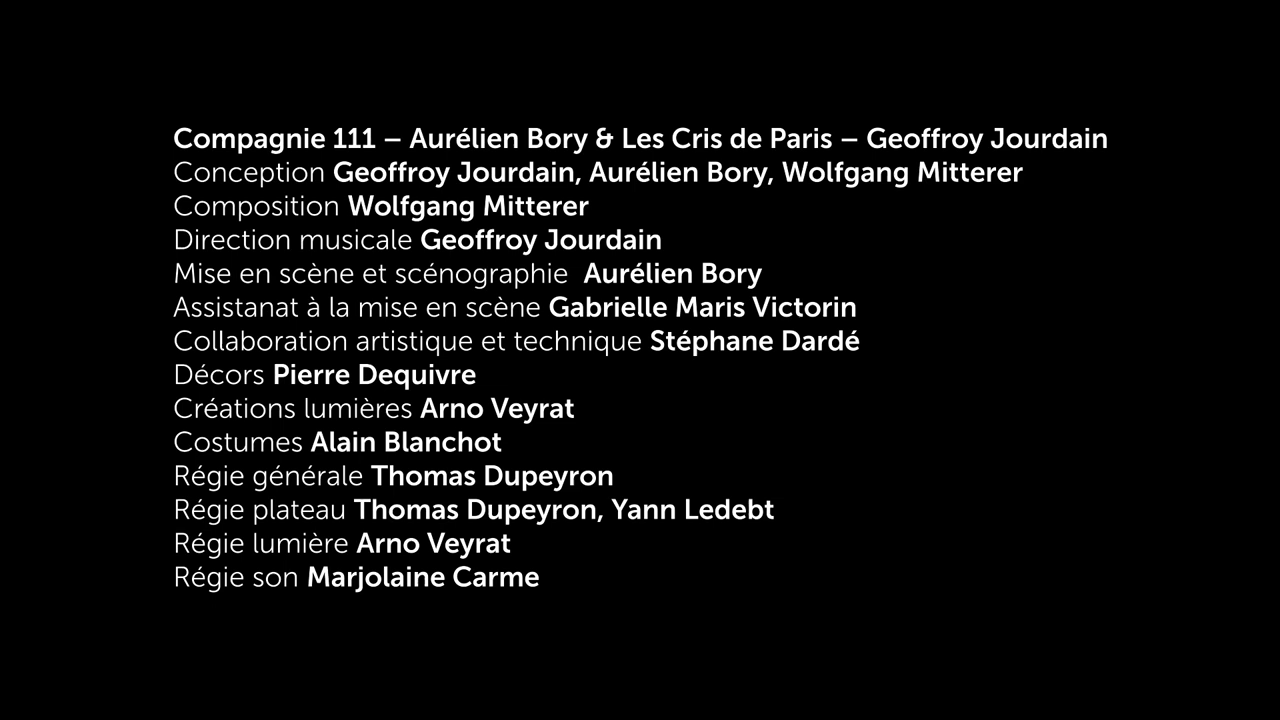 Compagnie 111 – Aurélien Bory & Les Cris de Paris – Geoffroy Jourdain
Conception Geoffroy Jourdain, Aurélien Bory, Wolfgang Mitterer
Composition Wolfgang Mitterer
Direction musicale Geoffroy Jourdain
Mise en scène et scénographie  Aurélien Bory
Assistanat à la mise en scène Gabrielle Maris Victorin
Collaboration artistique et technique Stéphane Dardé
Décors Pierre Dequivre
Créations lumières Arno Veyrat
Costumes Alain Blanchot
Régie générale Thomas Dupeyron
Régie plateau Thomas Dupeyron, Yann Ledebt
Régie lumière Arno Veyrat
Régie son Marjolaine Carme